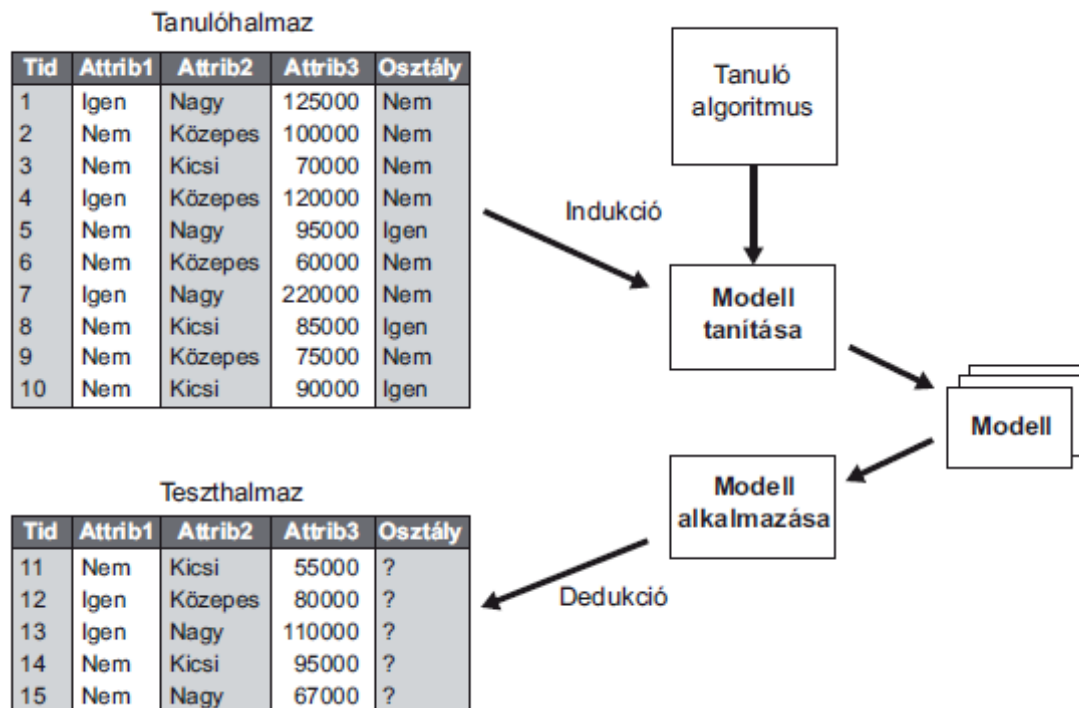 Tanulóhalmaz
Tid Attrib1 Attrib2 Attrib3 Osztály
1 Igen Nagy 125000 Nem
2 Nem Közepes 100000 Nem
3 Nem Kicsi 70000 Nem
4 Igen Közepes 120000 Nem
5 Nem Nagy 95000 Igen
6 Nem Közepes 60000 Nem
7 Igen Nagy 220000 Nem
8 Nem Kicsi 85000 Igen
9 Nem Közepes 75000 Nem
10 Nem Kicsi 90000 Igen
Tanuló
algoritmus
Indukció
Modell
tanítása
Modell
Modell
alkalmazása
Dedukció
Teszthalmaz
Tid Attrib1 Attrib2 Attrib3 Osztály
11 Nem Kicsi 55000 ?
12 Igen Közepes 80000 ?
13 Igen Nagy 110000 ?
14 Nem Kicsi 95000 ?
15 Nem Nagy 67000 ?